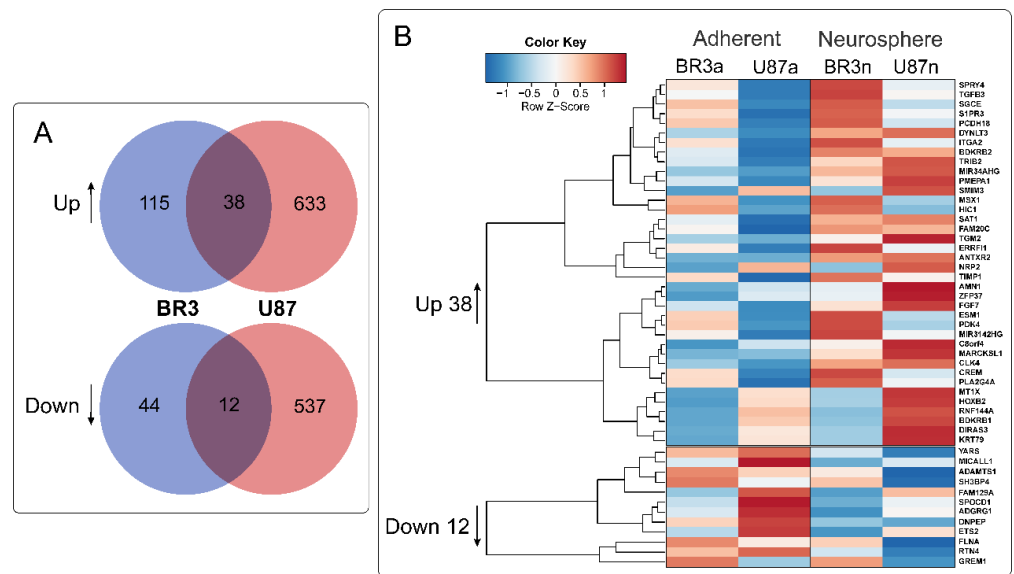 A
Up
115
38
633
BR3
U87
Down
44
12
537
B
Color Key
−1 −0.5 0 0.5 1
Row Z-Score
Adherent
Neurosphere
BR3a
U87a
BR3n
U87n
Up 38
Down 12
SPRY4
TGFB3
SGCE
S1PR3
PCDH18
DYNLT3
ITGA2
BDKRB2
TRIB2
MIR34AHG
PMEPA1
SMIM3
MSX1
HIC1
SAT1
FAM20C
TGM2
ERRFI1
ANTXR2
NRP2
TIMP1
AMN1
ZFP37
FGF7
ESM1
PDK4
MIR3142HG
C8orf4
MARCKSL1
CLK4
CREM
PLA2G4A
MT1X
HOXB2
RNF144A
BDKRB1
DIRAS3
KRT79
YARS
MICALL1
ADAMTS1
SH3BP4
FAM129A
SPOCD1
ADGRG1
DNPEP
ETS2
FLNA
RTN4
GREM1